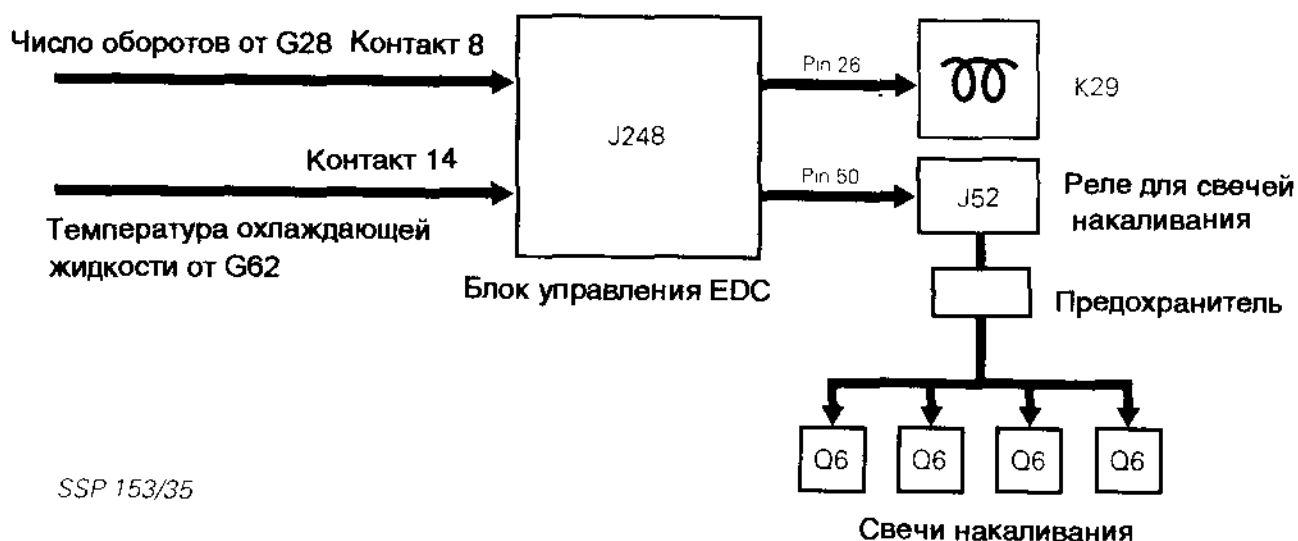 Число оборотов от G28 Контакт 8
Pin 26
K29
J248
Контакт 14
Pin 50
J52
Реле для свечей
накаливания
Температура охлаждающей
жидкости от G62
Блок управления EDC
Предохранитель
Q6 Q6 Q6 Q6
SSP 153/35
Свечи накаливания